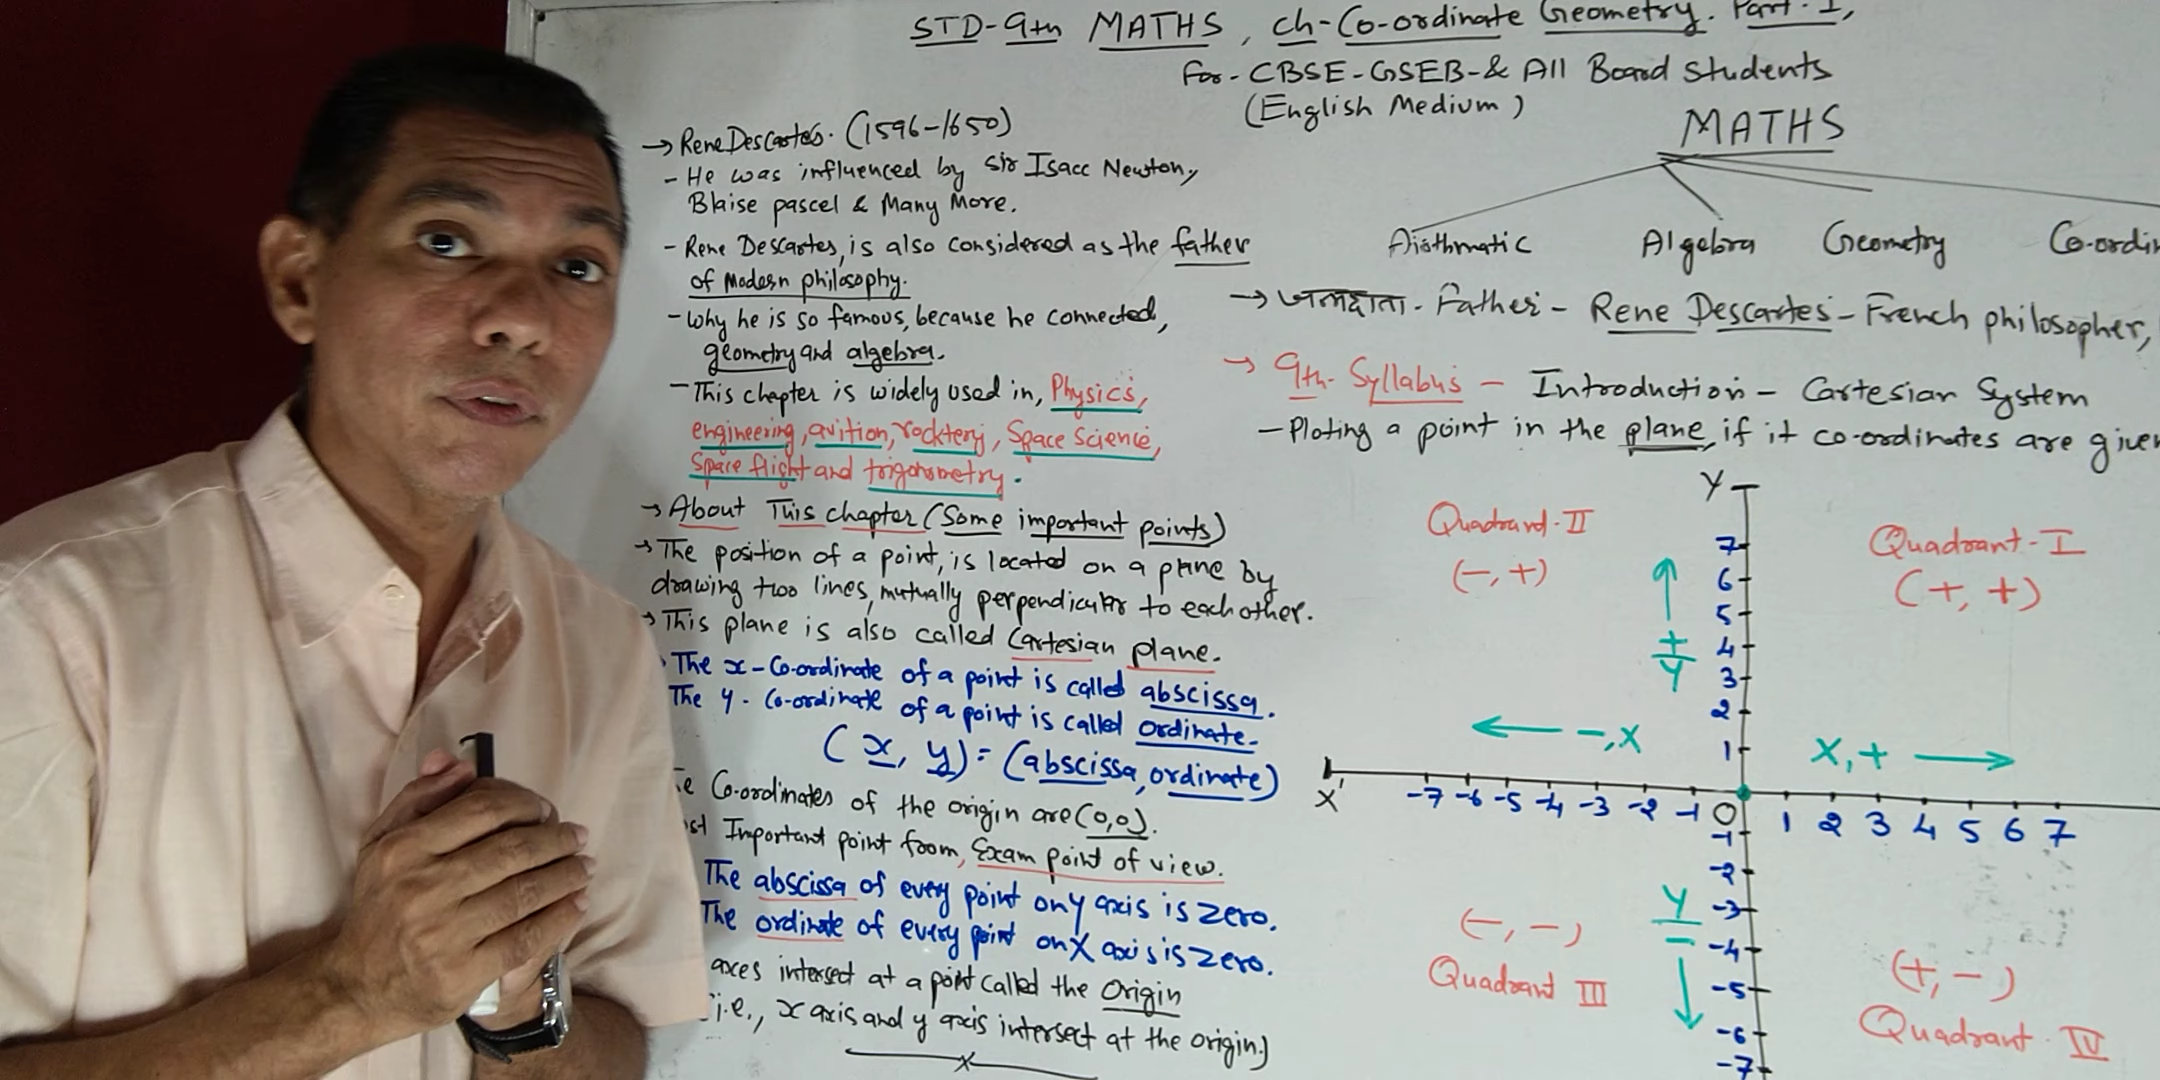 STD-9th MATHS, ch-Co-ordinate Geometry. Part-I,
For-CBSE-GSEB-& All Board Students
(English Medium)
→ Rene Descartes. (1596-1650)
- He was influenced by Sir Isacc Newton,
Blaise pascel & Many More.
- Rene Descartes, is also considered as the father
of Modern philosophy.
- Why he is so famous, because he connected,
geometry and algebra.
- This chapter is widely used in, Physics,
engineering, avition, rocktery, Space Science,
Space flight and trigonometry.
→ About This chapter (Some important points)
→ The position of a point, is located on a plane by
drawing two lines, mutually perpendicular to each other.
→ This plane is also called Cartesian plane.
The x-Co-ordinate of a point is called abscissa.
The y-Co-ordinate of a point is called ordinate.
(x, y) = (abscissa, ordinate)
Co-ordinates of the origin are (0,0).
Important point from, Exam point of view.
The abscissa of every point on y axis is zero.
The ordinate of every point on X axis is zero.
axes intersect at a point called the Origin
i.e., x axis and y axis intersect at the origin.)
x
MATHS
Aisthmatic Algebra Geometry Co-ordin
→ जन्मदाता - Father - Rene Descartes - French philosopher,
→ 9th-Syllabus - Introduction - Cartesian System
- Ploting a point in the plane, if it co-ordinates are given
Y
Quadrand-II Quadrant-I
(-, +) (+, +)
7
6
5
4
3
2
1
+
Y
-, X X, +
X' -7 -6 -5 -4 -3 -2 -1 0 1 2 3 4 5 6 7
-1
-2
-3
-4
-5
-6
-7
Y
-
(-, -) (+, -)
Quadrant III Quadrant-IV